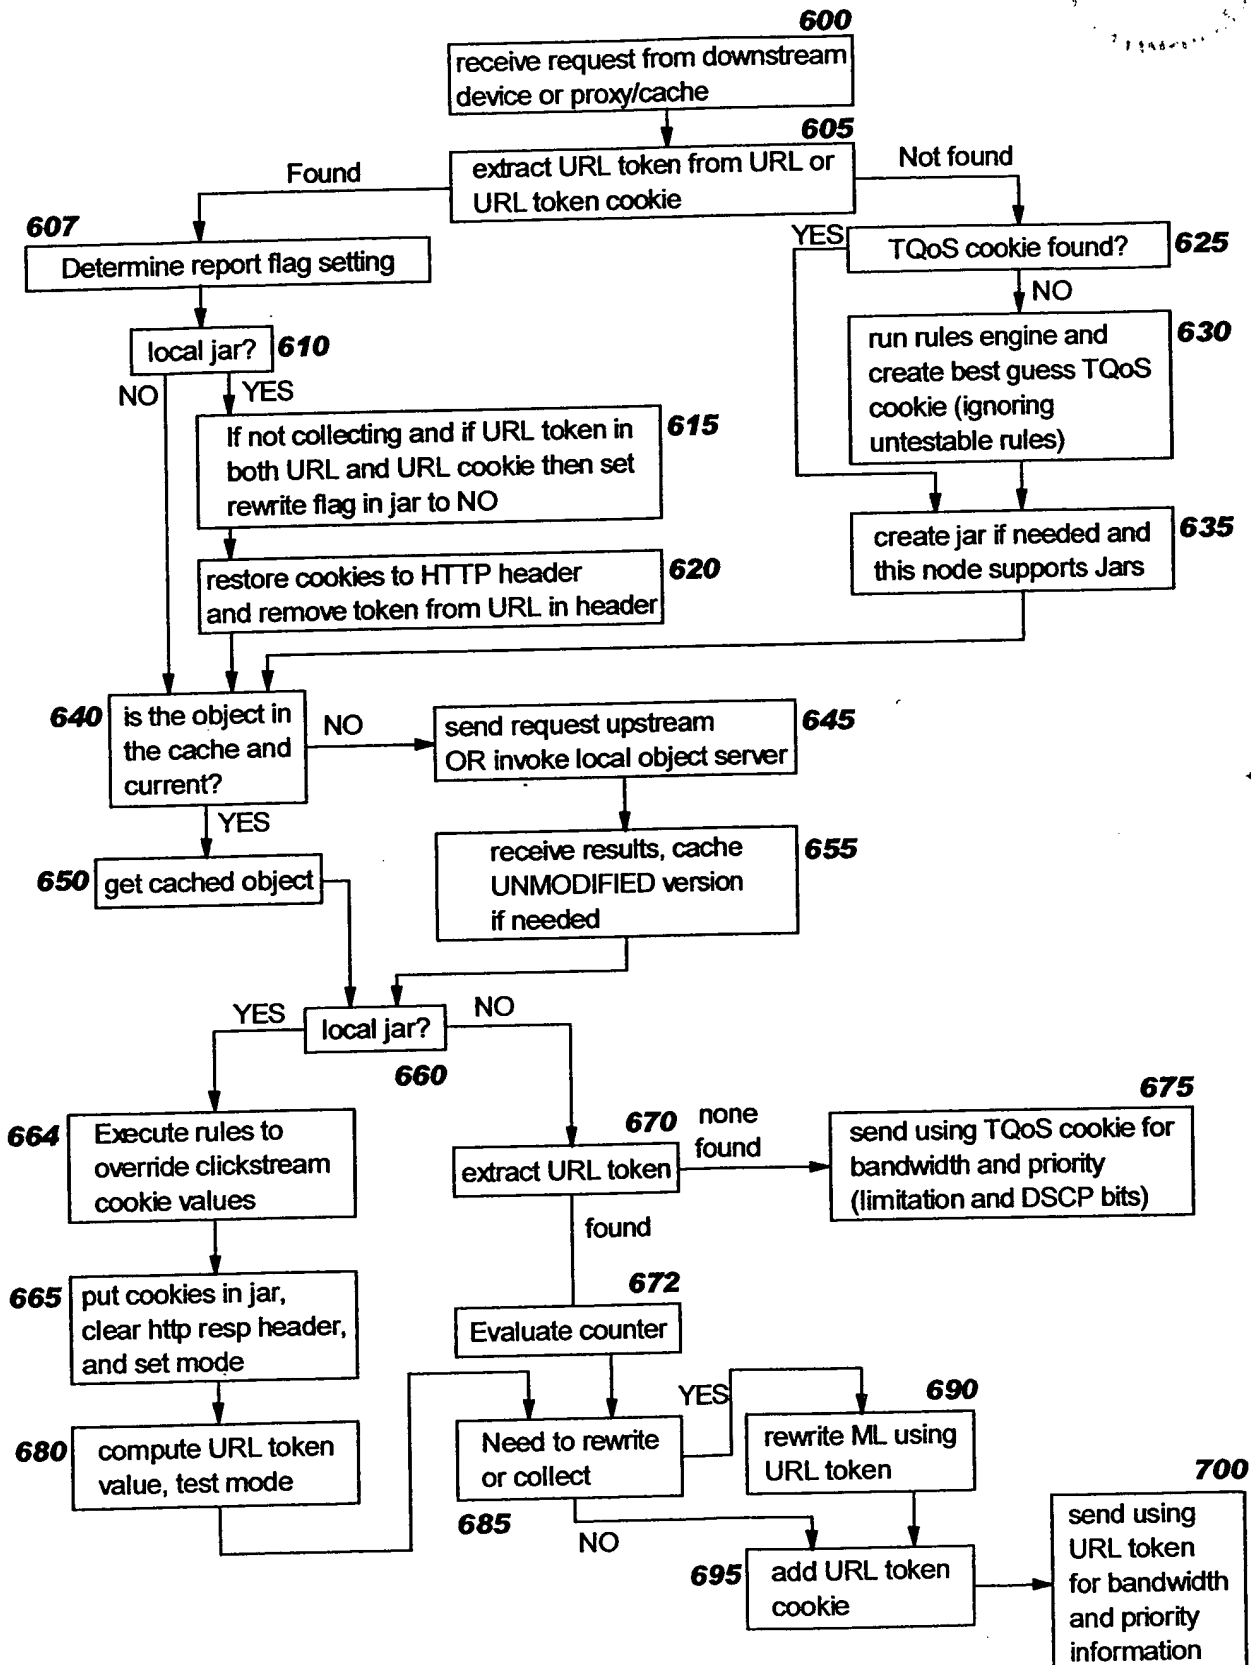 600
receive request from downstream
device or proxy/cache
605
extract URL token from URL or
URL token cookie
Found
Not found
607
Determine report flag setting
YES
TQoS cookie found?
625
NO
local jar?
610
NO
YES
run rules engine and
create best guess TQoS
cookie (ignoring
untestable rules)
630
If not collecting and if URL token in
both URL and URL cookie then set
rewrite flag in jar to NO
615
create jar if needed and
this node supports Jars
635
restore cookies to HTTP header
and remove token from URL in header
620
640
is the object in
the cache and
current?
NO
send request upstream
OR invoke local object server
645
YES
650
get cached object
receive results, cache
UNMODIFIED version
if needed
655
YES
local jar?
NO
660
664
Execute rules to
override clickstream
cookie values
670
extract URL token
none
found
675
send using TQoS cookie for
bandwidth and priority
(limitation and DSCP bits)
found
665
put cookies in jar,
clear http resp header,
and set mode
672
Evaluate counter
680
compute URL token
value, test mode
Need to rewrite
or collect
685
YES
NO
690
rewrite ML using
URL token
695
add URL token
cookie
700
send using
URL token
for bandwidth
and priority
information